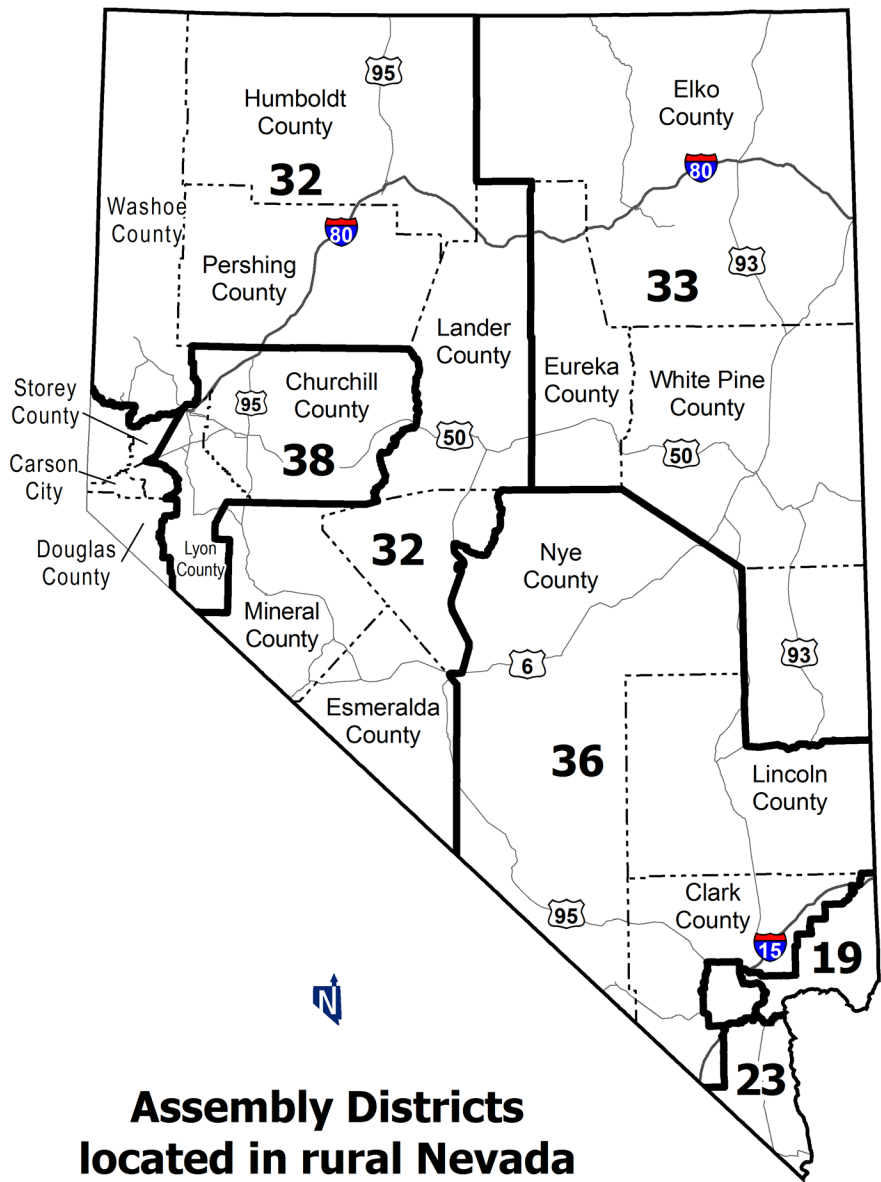 95
Humboldt
County
Elko
County
32
80
Washoe
County
80
Pershing
County
93
33
Lander
County
Storey
County
Churchill
County
Eureka
County
White Pine
County
95
50
50
38
Carson
City
Douglas
County
Lyon
County
32
Nye
County
Mineral
County
6
93
Esmeralda
County
36
Lincoln
County
Clark
County
95
15
19
N
23
Assembly Districts
located in rural Nevada